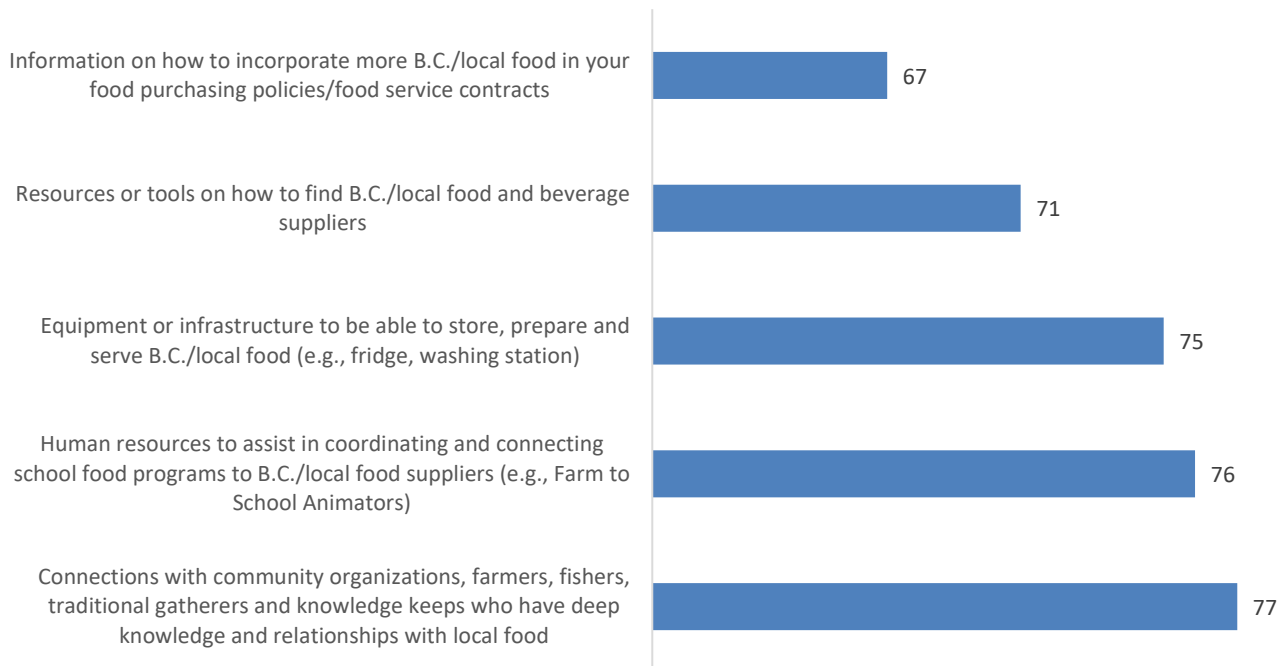 Information on how to incorporate more B.C./local food in your
food purchasing policies/food service contracts
67
Resources or tools on how to find B.C./local food and beverage
suppliers
71
Equipment or infrastructure to be able to store, prepare and
serve B.C./local food (e.g., fridge, washing station)
75
Human resources to assist in coordinating and connecting
school food programs to B.C./local food suppliers (e.g., Farm to
School Animators)
76
Connections with community organizations, farmers, fishers,
traditional gatherers and knowledge keeps who have deep
knowledge and relationships with local food
77